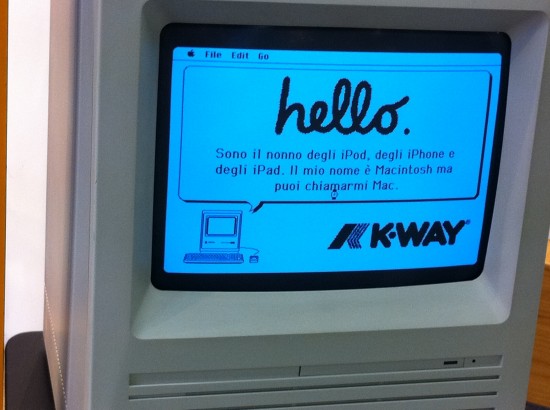 File Edit Go
hello.
Sono il nonno degli iPod, degli iPhone e
degli iPad. Il mio nome è Macintosh ma
puoi chiamarmi Mac.
K-WAY®